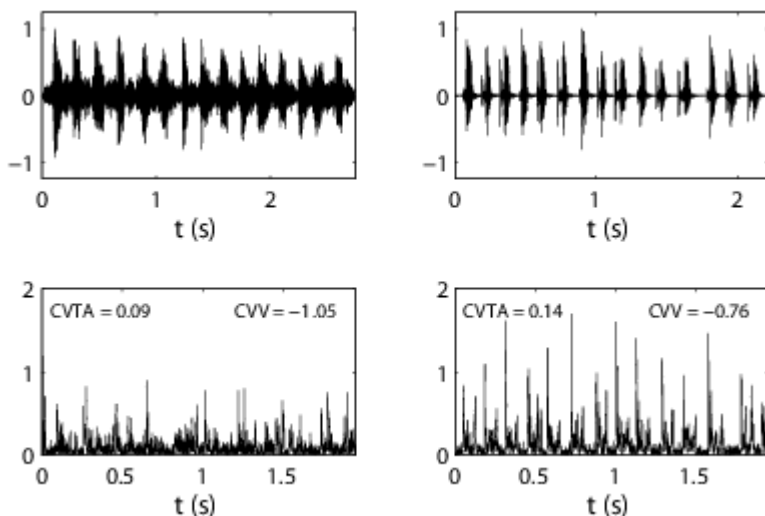 1
0
−1
0 1 2
t (s)
1
0
−1
0 1 2
t (s)
2
1
0
CVTA = 0.09 CVV = −1.05
0 0.5 1 1.5
t (s)
2
1
0
CVTA = 0.14 CVV = −0.76
0 0.5 1 1.5
t (s)